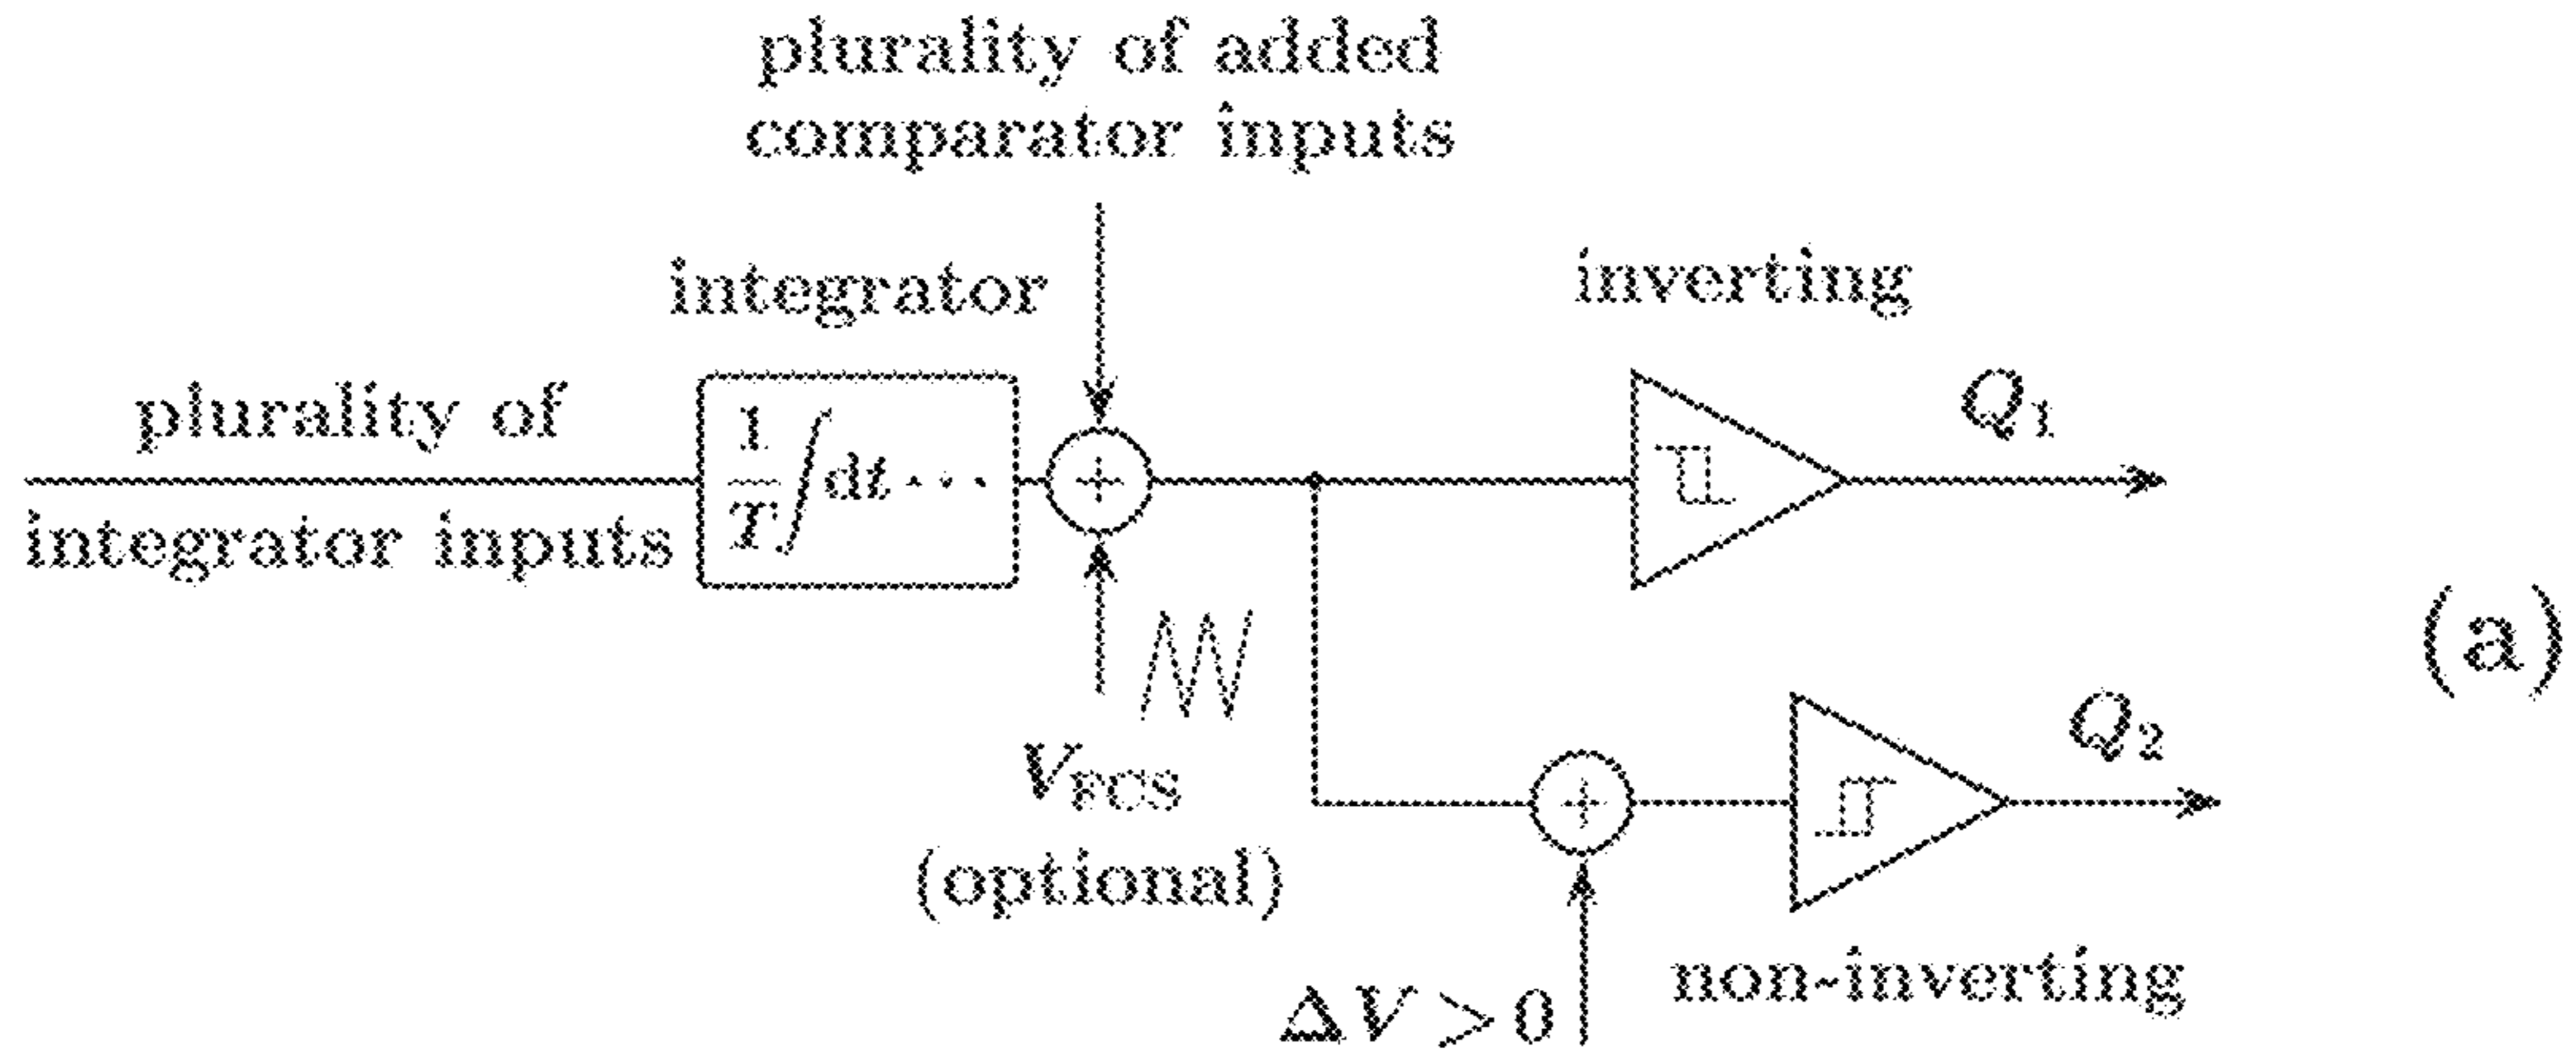 plurality of added
comparator inputs
integrator
inverting
plurality of
integrator inputs
1/T ∫ dt ···
+
Q₁
V_FCS
(optional)
+
Q₂
ΔV > 0
non-inverting
(a)